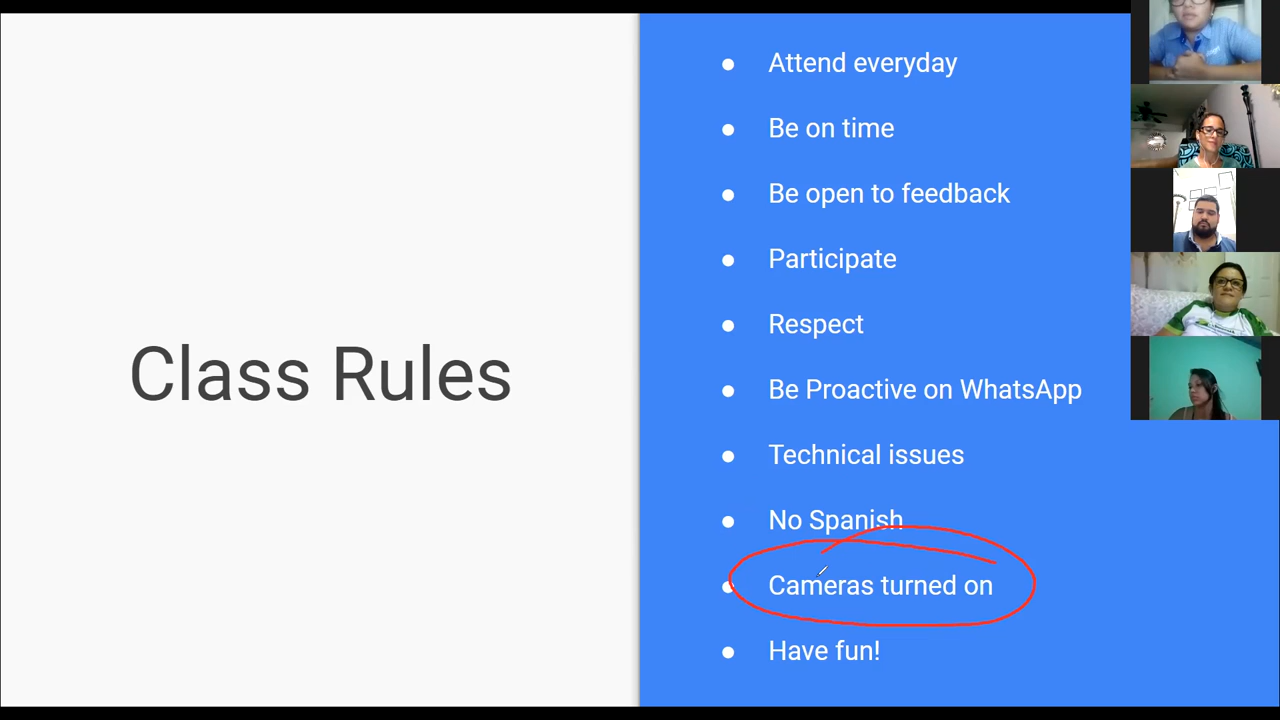 Class Rules
Attend everyday
Be on time
Be open to feedback
Participate
Respect
Be Proactive on WhatsApp
Technical issues
No Spanish
Cameras turned on
Have fun!